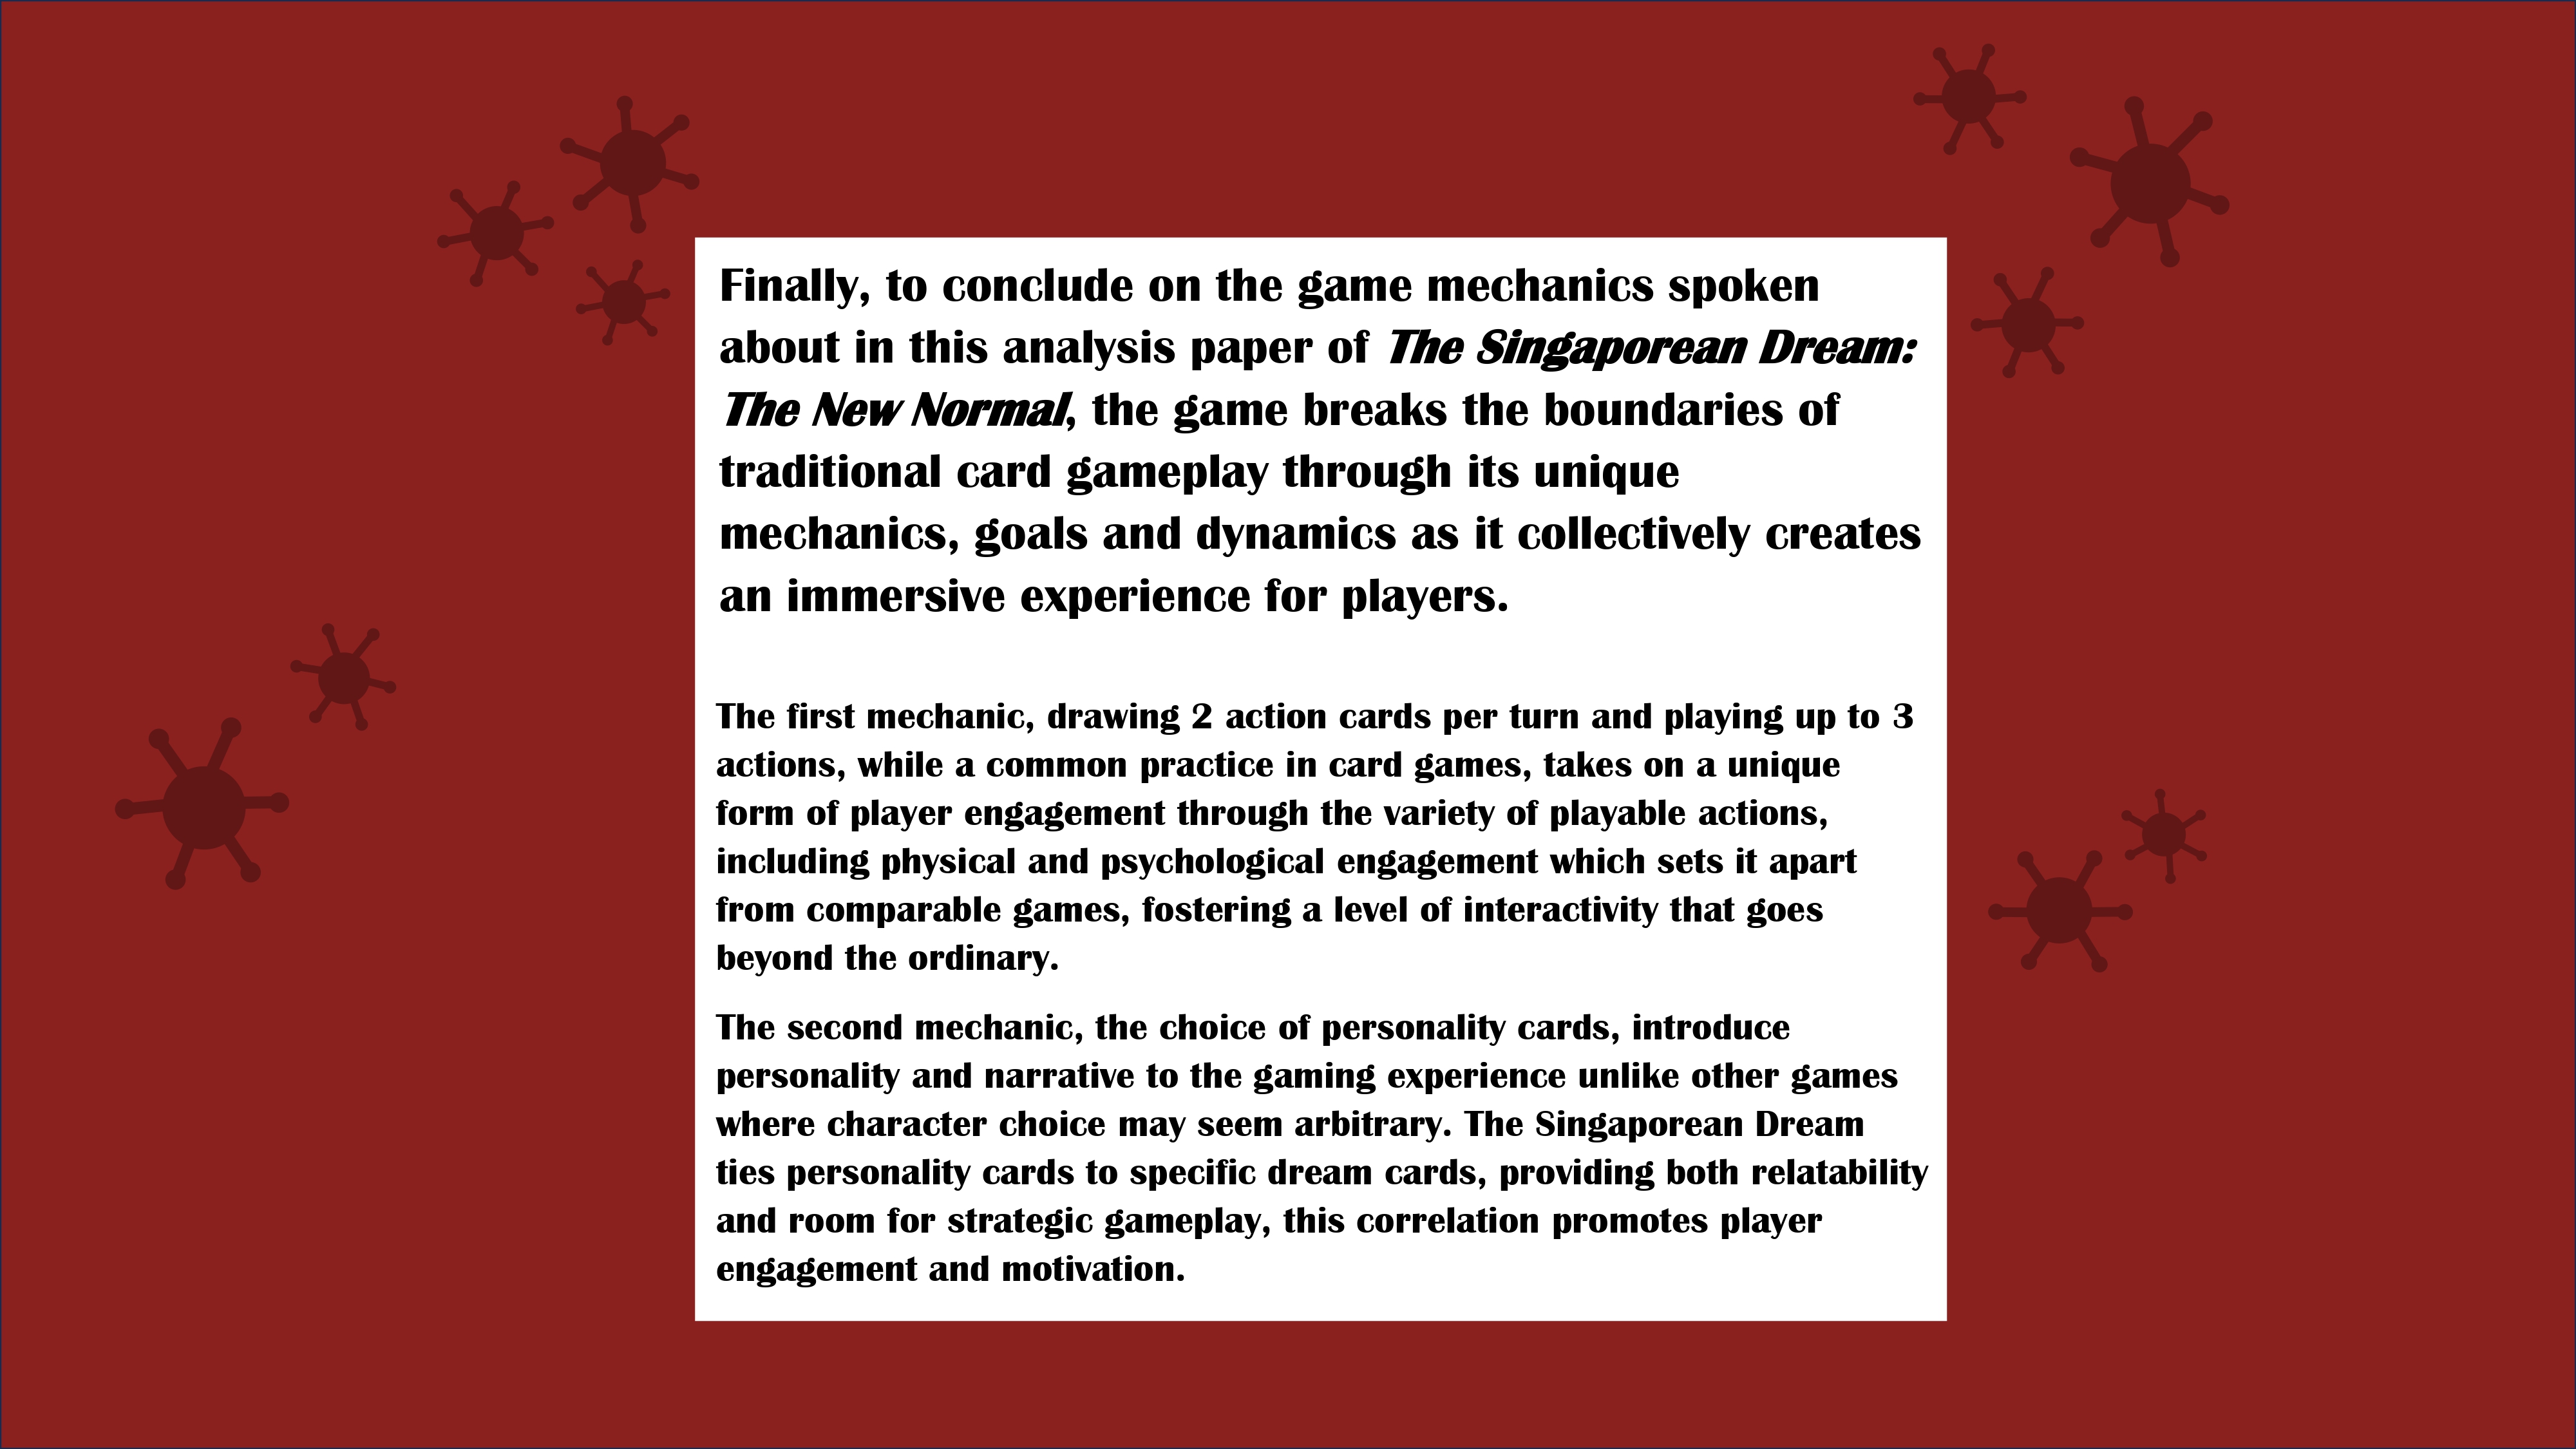 Finally, to conclude on the game mechanics spoken
about in this analysis paper of The Singaporean Dream:
The New Normal, the game breaks the boundaries of
traditional card gameplay through its unique
mechanics, goals and dynamics as it collectively creates
an immersive experience for players.
The first mechanic, drawing 2 action cards per turn and playing up to 3
actions, while a common practice in card games, takes on a unique
form of player engagement through the variety of playable actions,
including physical and psychological engagement which sets it apart
from comparable games, fostering a level of interactivity that goes
beyond the ordinary.
The second mechanic, the choice of personality cards, introduce
personality and narrative to the gaming experience unlike other games
where character choice may seem arbitrary. The Singaporean Dream
ties personality cards to specific dream cards, providing both relatability
and room for strategic gameplay, this correlation promotes player
engagement and motivation.